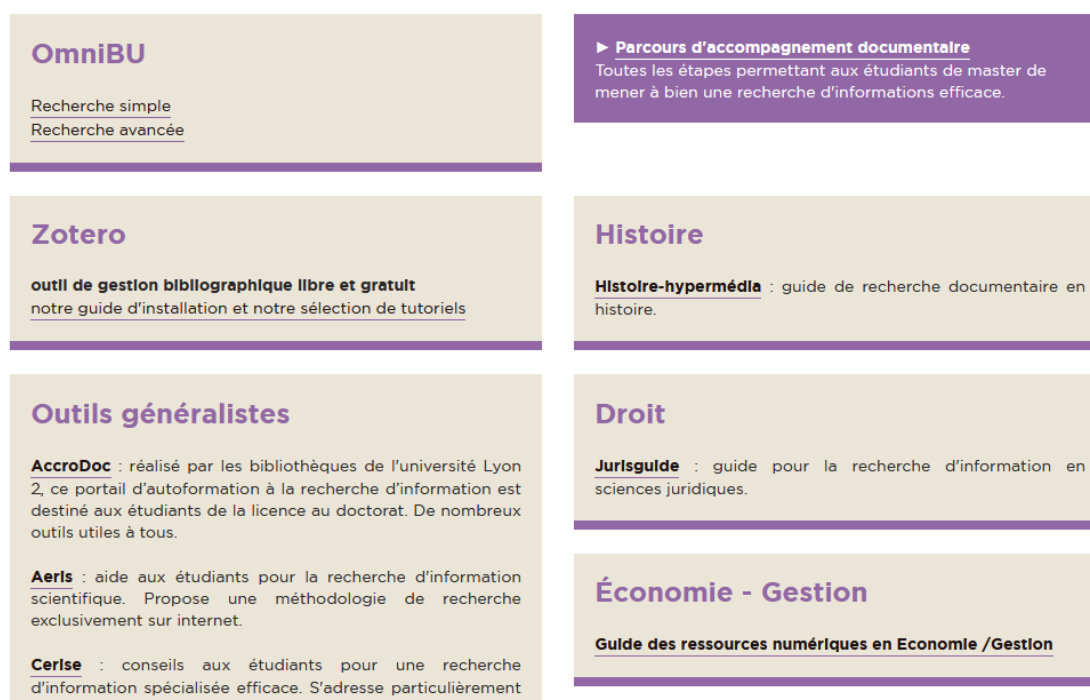 OmniBU
Recherche simple
Recherche avancée
► Parcours d'accompagnement documentaire
Toutes les étapes permettant aux étudiants de master de
mener à bien une recherche d'informations efficace.
Zotero
outil de gestion bibliographique libre et gratuit
notre guide d'installation et notre sélection de tutoriels
Histoire
Histoire-hypermédia : guide de recherche documentaire en
histoire.
Outils généralistes
AccroDoc : réalisé par les bibliothèques de l'université Lyon
2, ce portail d'autoformation à la recherche d'information est
destiné aux étudiants de la licence au doctorat. De nombreux
outils utiles à tous.
Aeris : aide aux étudiants pour la recherche d'information
scientifique. Propose une méthodologie de recherche
exclusivement sur internet.
Cerise : conseils aux étudiants pour une recherche
d'information spécialisée efficace. S'adresse particulièrement
Droit
Jurisguide : guide pour la recherche d'information en
sciences juridiques.
Économie - Gestion
Guide des ressources numériques en Economie /Gestion